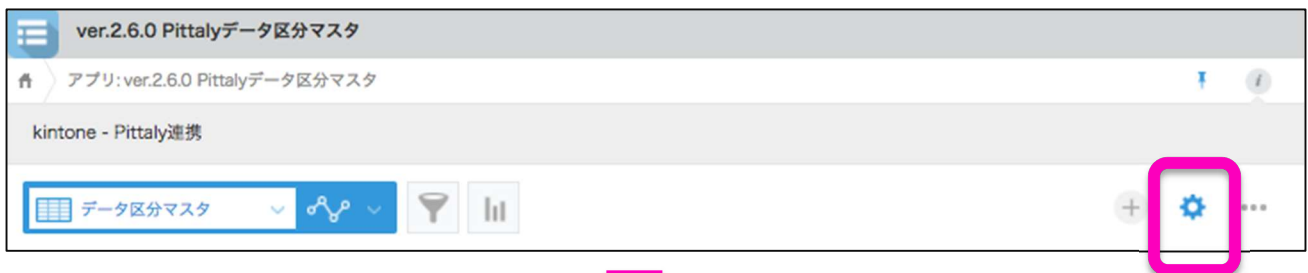 ver.2.6.0 Pittalyデータ区分マスタ
アプリ: ver.2.6.0 Pittalyデータ区分マスタ
kintone - Pittaly連携
データ区分マスタ